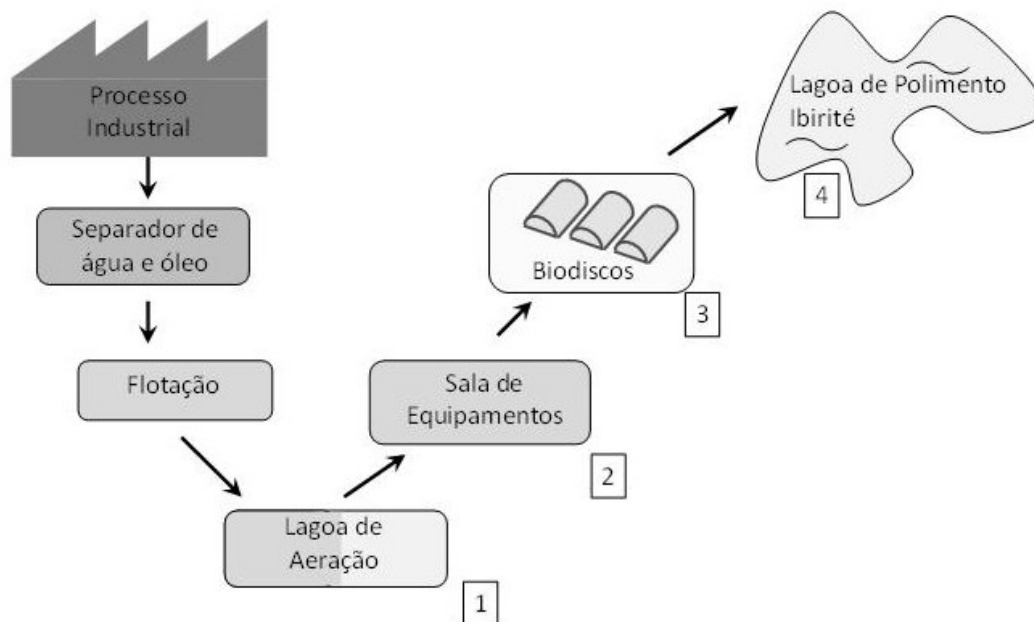 Processo
Industrial
Separador de
água e óleo
Flotação
Lagoa de
Aeração
1
Sala de
Equipamentos
2
Biodiscos
3
Lagoa de Polimento
Ibirité
4